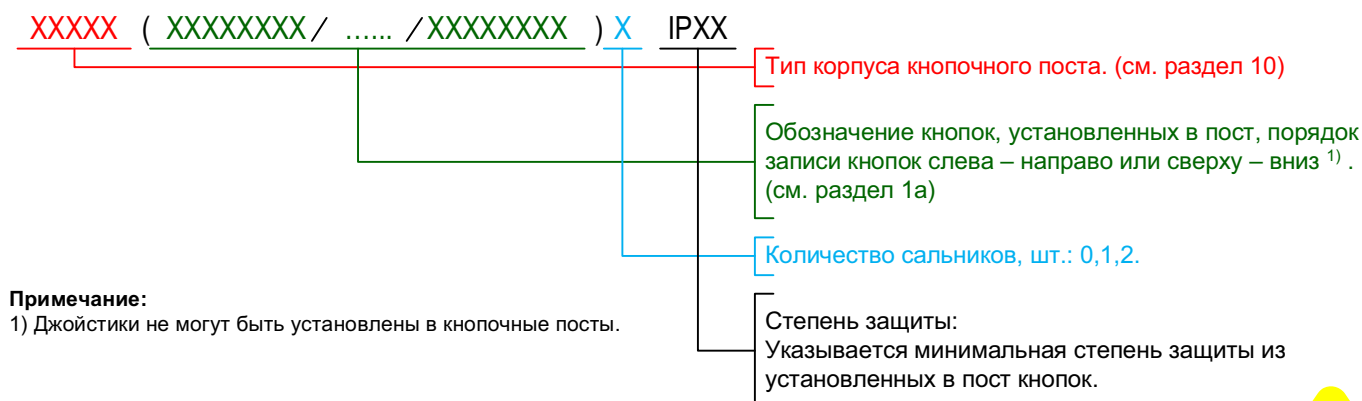 XXXXX ( XXXXXXXX / ...... / XXXXXXXX ) X IPXX
Тип корпуса кнопочного поста. (см. раздел 10)
Обозначение кнопок, установленных в пост, порядок
записи кнопок слева – направо или сверху – вниз 1) .
(см. раздел 1а)
Количество сальников, шт.: 0,1,2.
Примечание:
1) Джойстики не могут быть установлены в кнопочные посты.
Степень защиты:
Указывается минимальная степень защиты из
установленных в пост кнопок.